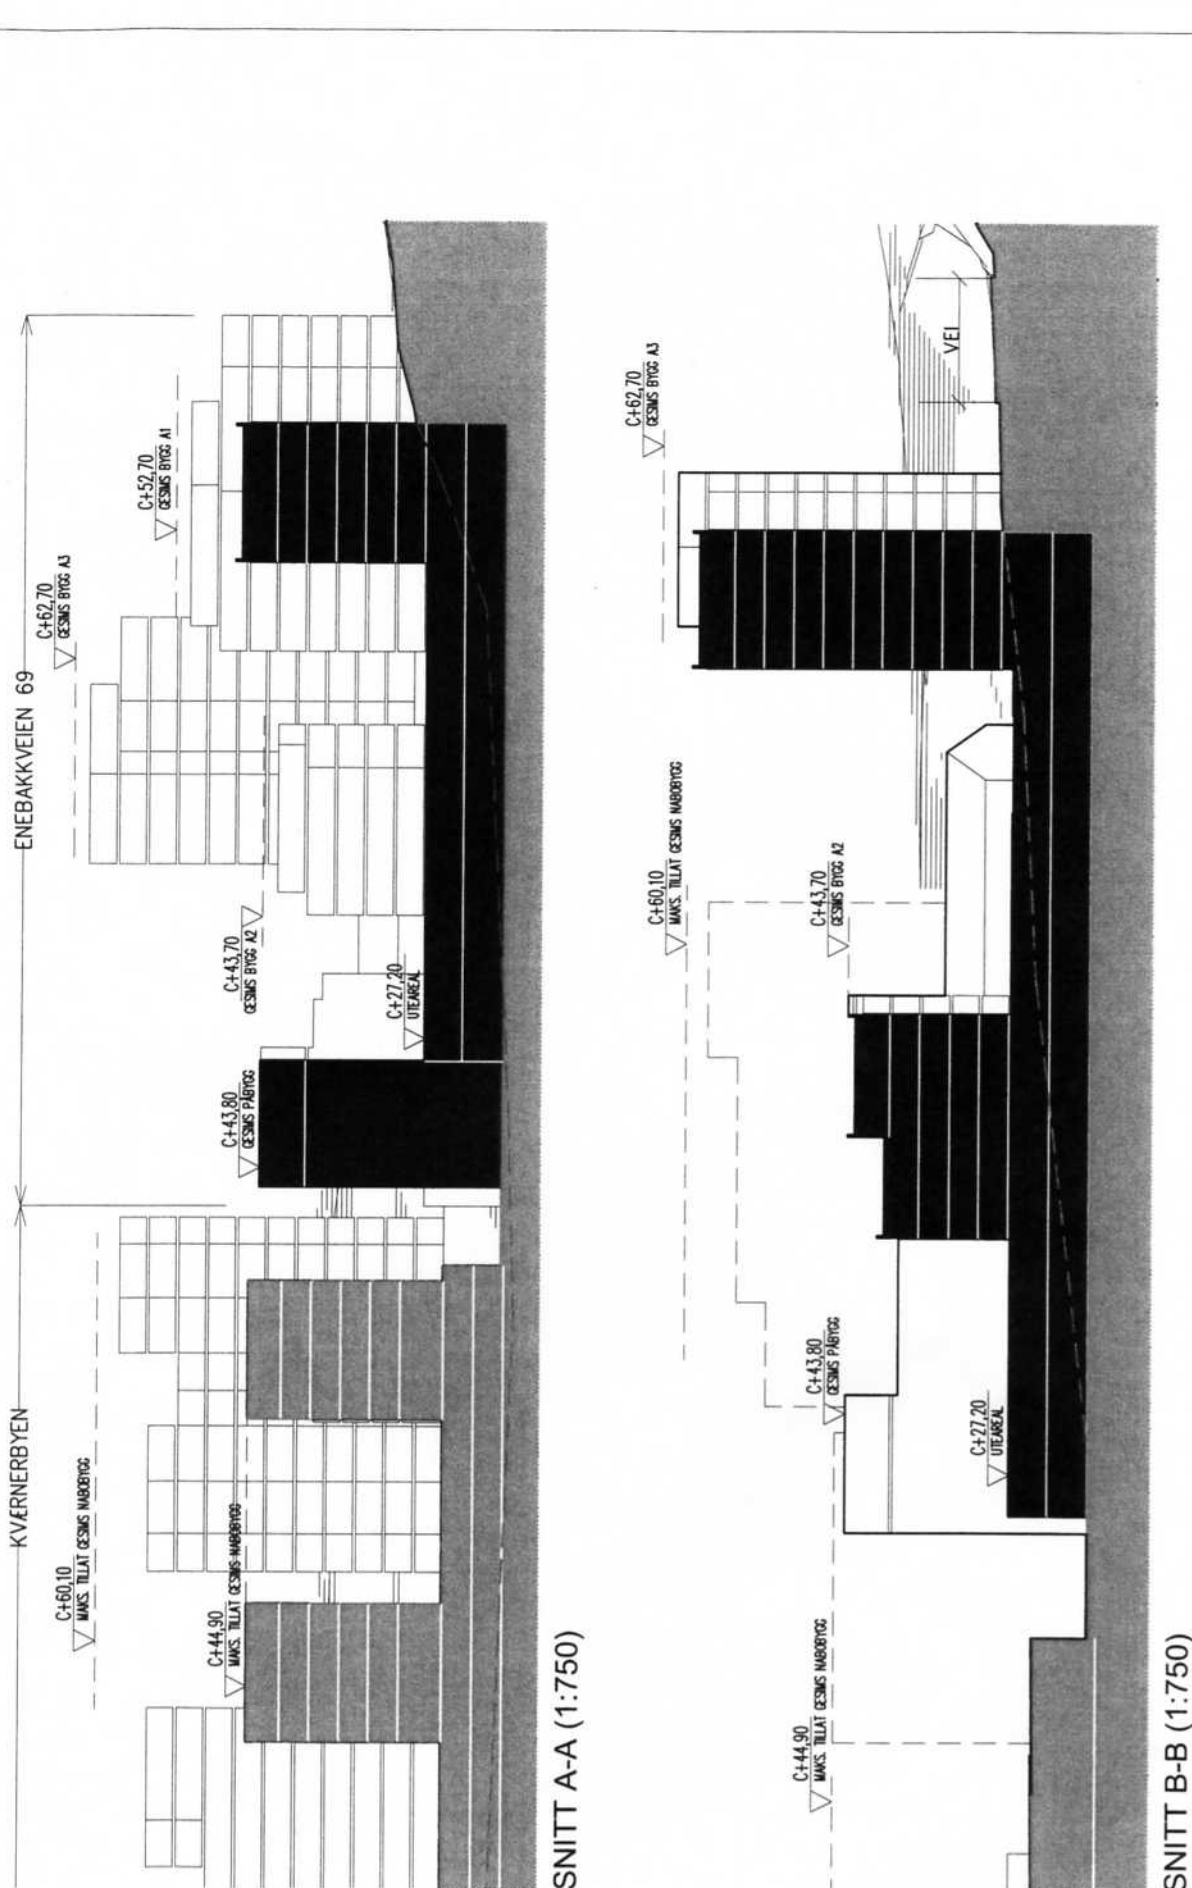 KVÆRNERBYEN
ENEBAKKVEIEN 69
C+60,10
MAKS. TILLAT GESIMS NABOBYGG
C+44,90
MAKS. TILLAT GESIMS NABOBYGG
C+43,80
GESIMS PÅBYGG
C+43,70
GESIMS BYGG A2
C+27,20
UTEAREAL
C+62,70
GESIMS BYGG A3
C+52,70
GESIMS BYGG A1
SNITT A-A (1:750)
C+44,90
MAKS. TILLAT GESIMS NABOBYGG
C+43,80
GESIMS PÅBYGG
C+27,20
UTEAREAL
C+60,10
MAKS. TILLAT GESIMS NABOBYGG
C+43,70
GESIMS BYGG A2
C+62,70
GESIMS BYGG A3
VEI
SNITT B-B (1:750)